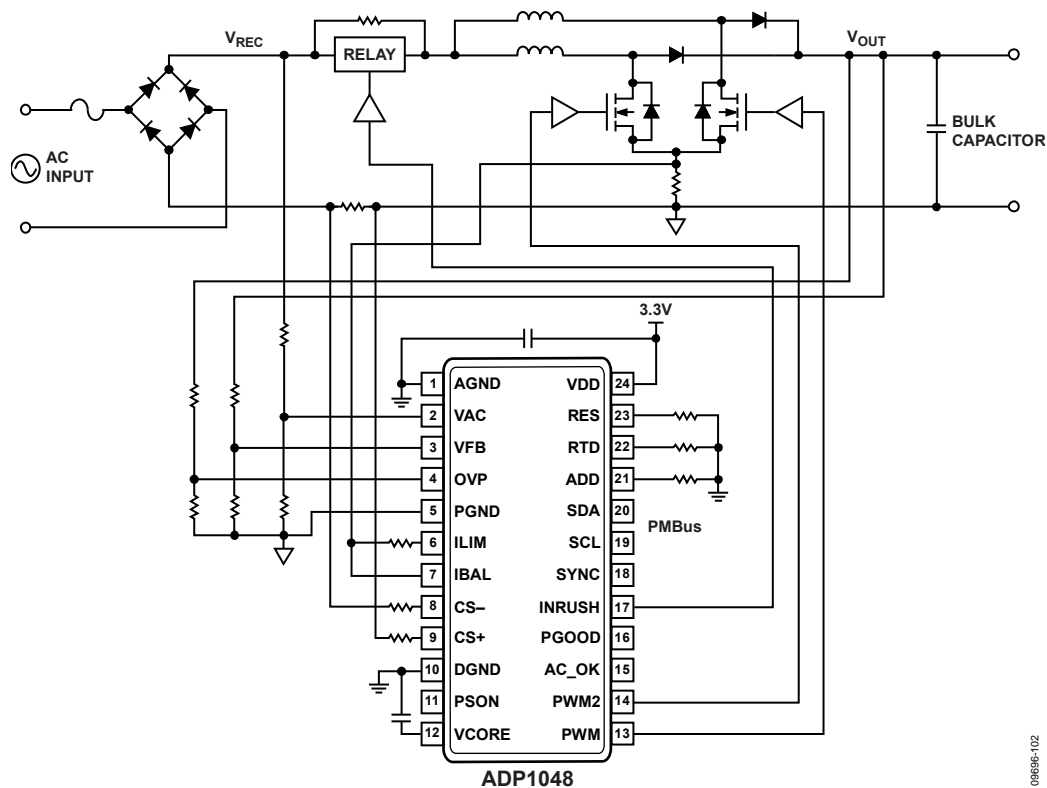 V_REC
RELAY
V_OUT
AC
INPUT
BULK
CAPACITOR
3.3V
1 AGND VDD 24
2 VAC RES 23
3 VFB RTD 22
4 OVP ADD 21
5 PGND SDA 20
PMBus
6 ILIM SCL 19
7 IBAL SYNC 18
8 CS– INRUSH 17
9 CS+ PGOOD 16
10 DGND AC_OK 15
11 PSON PWM2 14
12 VCORE PWM 13
ADP1048
09696-102